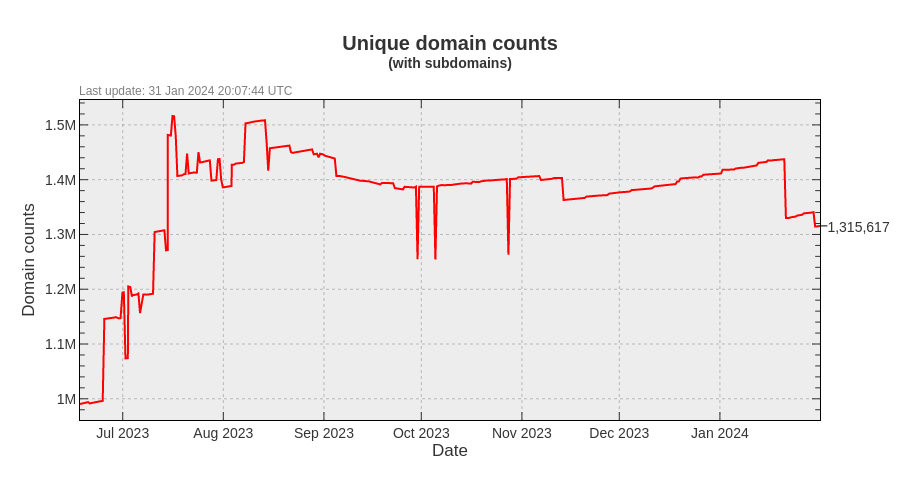 Unique domain counts
(with subdomains)
Last update: 31 Jan 2024 20:07:44 UTC
1.5M
1.4M
1.3M
1.2M
1.1M
1M
Domain counts
1,315,617
Jul 2023 Aug 2023 Sep 2023 Oct 2023 Nov 2023 Dec 2023 Jan 2024
Date